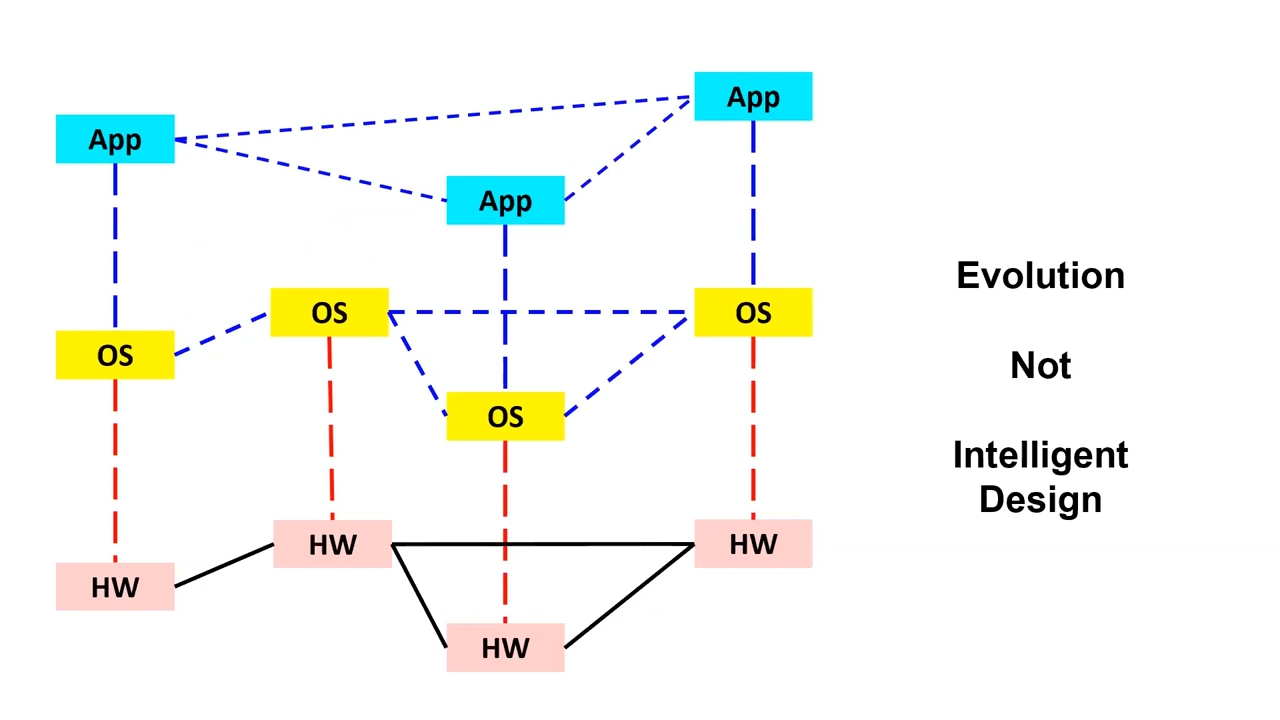 App
App
App
OS
OS
OS
OS
HW
HW
HW
HW
Evolution
Not
Intelligent
Design